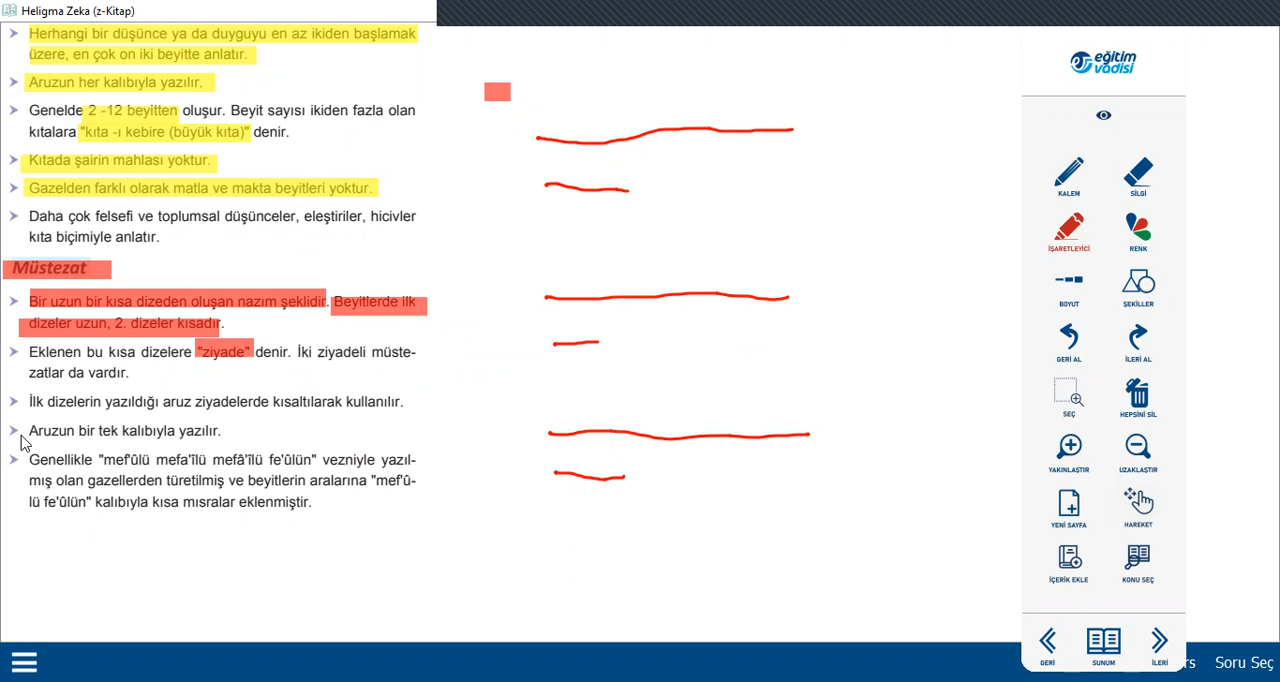 Heligma Zeka (z-Kitap)
Herhangi bir düşünce ya da duyguyu en az ikiden başlamak
üzere, en çok on iki beyitte anlatır.
Aruzun her kalıbıyla yazılır.
Genelde 2 -12 beyitten oluşur. Beyit sayısı ikiden fazla olan
kıtalara "kıta -ı kebire (büyük kıta)" denir.
Kıtada şairin mahlası yoktur.
Gazelden farklı olarak matla ve makta beyitleri yoktur.
Daha çok felsefi ve toplumsal düşünceler, eleştiriler, hicivler
kıta biçimiyle anlatır.
Müstezat
Bir uzun bir kısa dizeden oluşan nazım şeklidir. Beyitlerde ilk
dizeler uzun, 2. dizeler kısadır.
Eklenen bu kısa dizelere "ziyade" denir. İki ziyadeli müste-
zatlar da vardır.
İlk dizelerin yazıldığı aruz ziyadelerde kısaltılarak kullanılır.
Aruzun bir tek kalıbıyla yazılır.
Genellikle "mef'ûlü mefa'îlü mefâ'îlü fe'ûlün" vezniyle yazıl-
mış olan gazellerden türetilmiş ve beyitlerin aralarına "mef'û-
lü fe'ûlün" kalıbıyla kısa mısralar eklenmiştir.
eğitim
vadisi
KALEM SİLGİ
İŞARETLEYİCİ RENK
BOYUT ŞEKİLLER
GERİ AL İLERİ AL
SEÇ HEPSİNİ SİL
YAKINLAŞTIR UZAKLAŞTIR
YENİ SAYFA HAREKET
İÇERİK EKLE KONU SEÇ
GERİ SUNUM İLERİ
rs Soru Seç